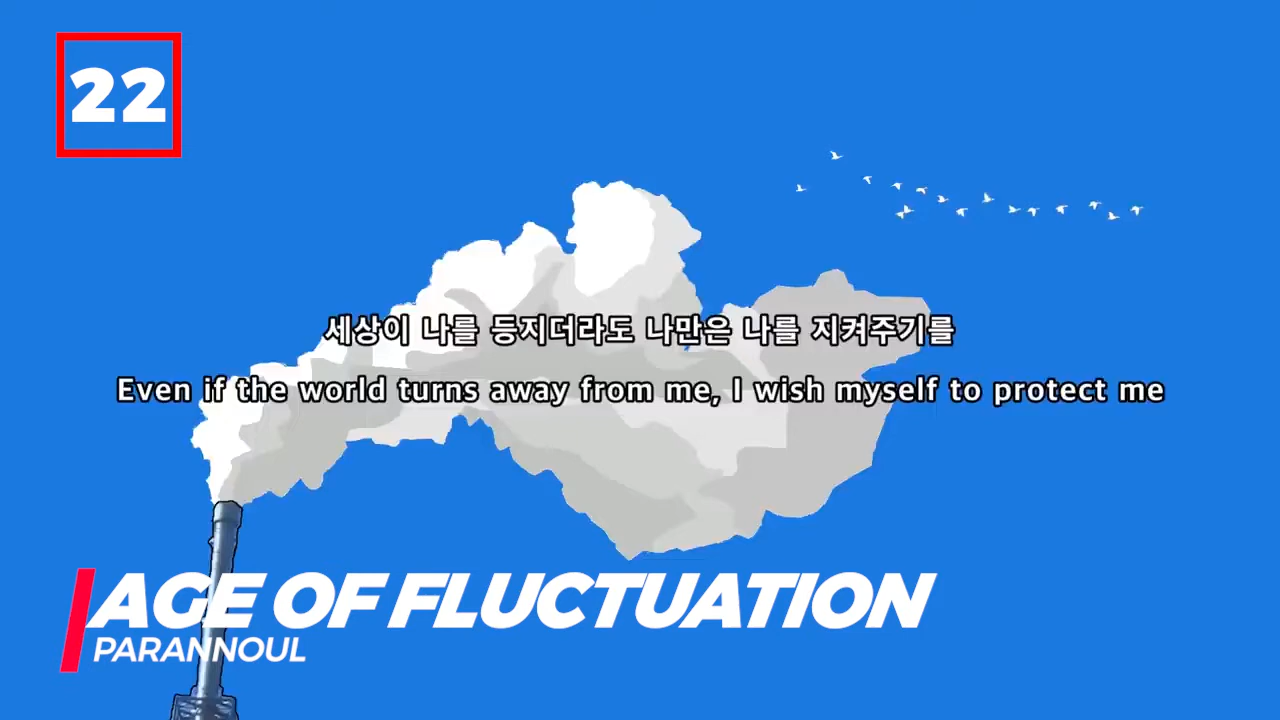 22
세상이 나를 등지더라도 나만은 나를 지켜주기를
Even if the world turns away from me, I wish myself to protect me
AGE OF FLUCTUATION
PARANNOUL